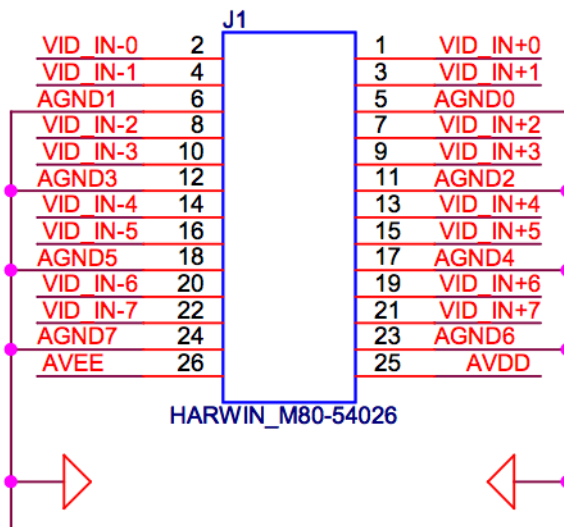 J1
VID_IN-0 2 1 VID_IN+0
VID_IN-1 4 3 VID_IN+1
AGND1 6 5 AGND0
VID_IN-2 8 7 VID_IN+2
VID_IN-3 10 9 VID_IN+3
AGND3 12 11 AGND2
VID_IN-4 14 13 VID_IN+4
VID_IN-5 16 15 VID_IN+5
AGND5 18 17 AGND4
VID_IN-6 20 19 VID_IN+6
VID_IN-7 22 21 VID_IN+7
AGND7 24 23 AGND6
AVEE 26 25 AVDD
HARWIN_M80-54026